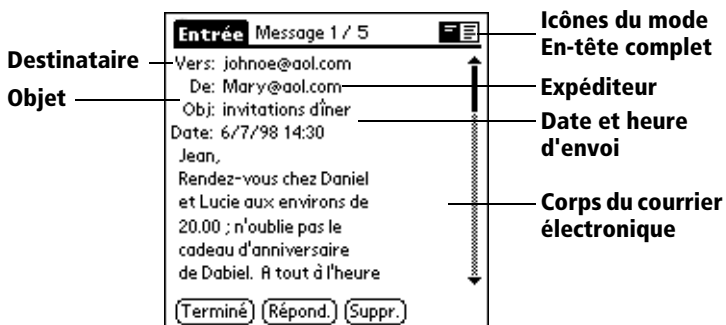 Entrée Message 1 / 5
Icônes du mode
En-tête complet
Destinataire
Vers: johnoe@aol.com
De: Mary@aol.com
Expéditeur
Objet
Obj: invitations dîner
Date et heure
d'envoi
Date: 6/7/98 14:30
Jean,
Rendez-vous chez Daniel
et Lucie aux environs de
20.00 ; n'oublie pas le
cadeau d'anniversaire
de Dabiel. A tout à l'heure
Corps du courrier
électronique
Terminé Répond. Suppr.